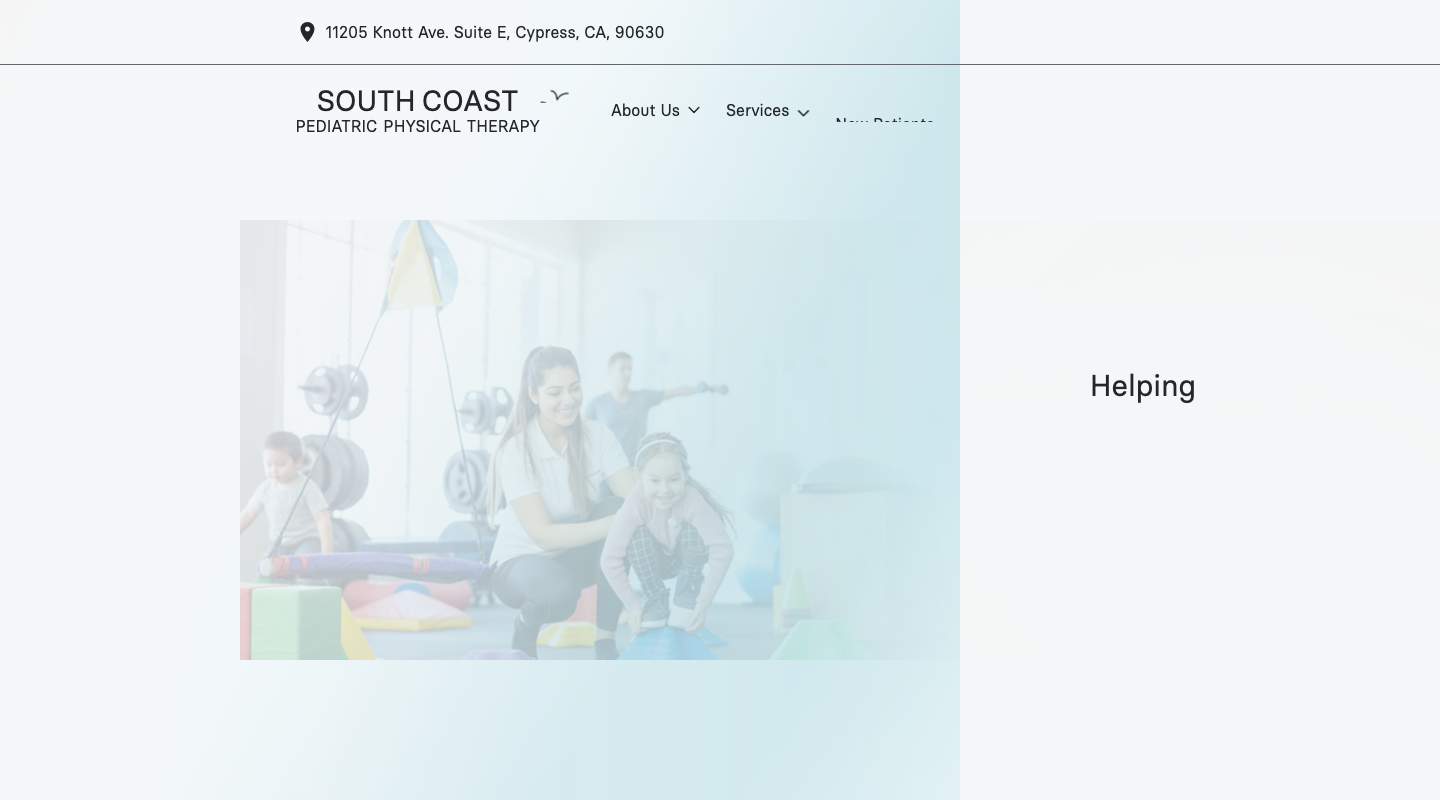 11205 Knott Ave. Suite E, Cypress, CA, 90630
SOUTH COAST
PEDIATRIC PHYSICAL THERAPY
About Us
Services
New Patients
Helping